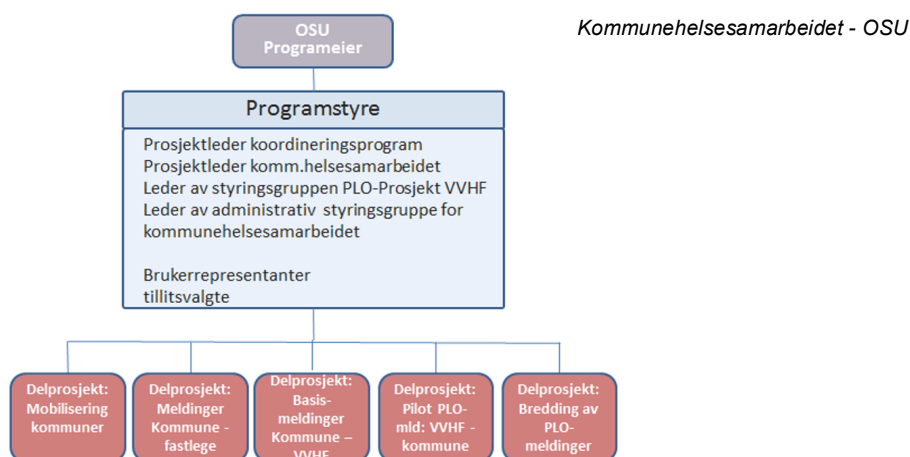 Kommunehelsesamarbeidet - OSU
OSU
Programeier
Programstyre
Prosjektleder koordineringsprogram
Prosjektleder komm.helsesamarbeidet
Leder av styringsgruppen PLO-Prosjekt VVHF
Leder av administrativ styringsgruppe for
kommunehelsesamarbeidet
Brukerrepresentanter
tillitsvalgte
Delprosjekt:
Mobilisering
kommuner
Delprosjekt:
Meldinger
Kommune -
fastlege
Delprosjekt:
Basis-
meldinger
Kommune –
VVHF
Delprosjekt:
Pilot PLO-
mld: VVHF -
kommune
Delprosjekt:
Bredding av
PLO-
meldinger